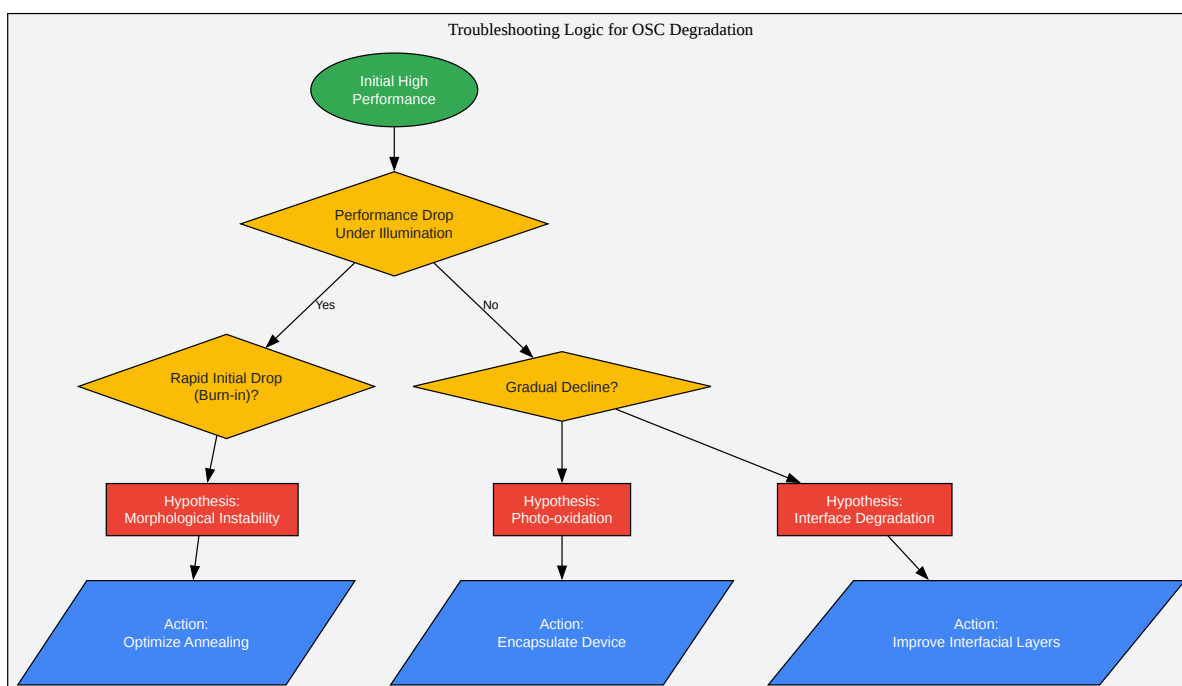 Troubleshooting Logic for OSC Degradation
Initial High
Performance
Performance Drop
Under Illumination
Yes
No
Rapid Initial Drop
(Burn-in)?
Gradual Decline?
Hypothesis:
Morphological Instability
Hypothesis:
Photo-oxidation
Hypothesis:
Interface Degradation
Action:
Optimize Annealing
Action:
Encapsulate Device
Action:
Improve Interfacial Layers